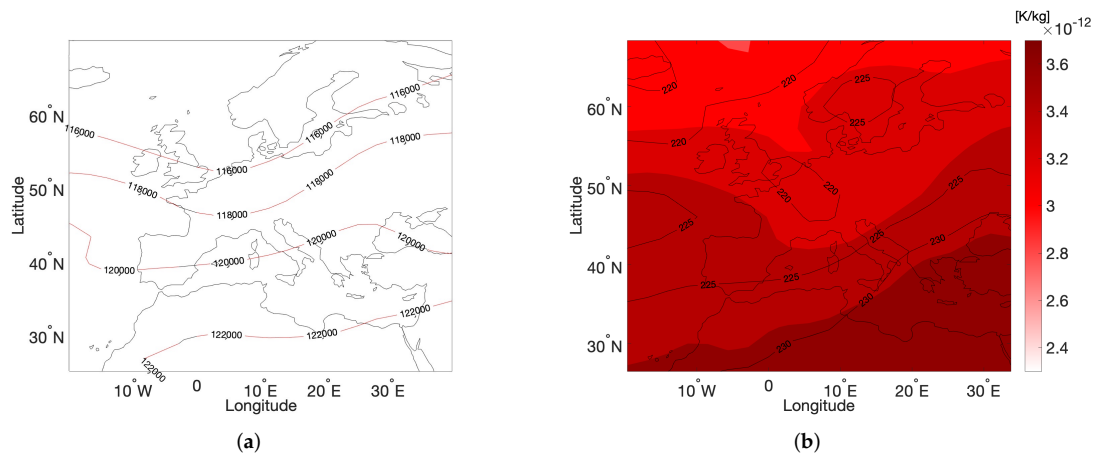 [K/kg]
×10⁻¹²
60° N
50° N
40° N
30° N
Latitude
116000
116000
116000
116000
118000
118000
118000
118000
120000
120000
120000
120000
122000
122000
122000
122000
10° W
0
10° E
20° E
30° E
Longitude
(a)
60° N
50° N
40° N
30° N
Latitude
220
220
220
225
225
220
220
225
225
225
225
225
230
230
230
10° W
0
10° E
20° E
30° E
Longitude
3.6
3.4
3.2
3
2.8
2.6
2.4
(b)